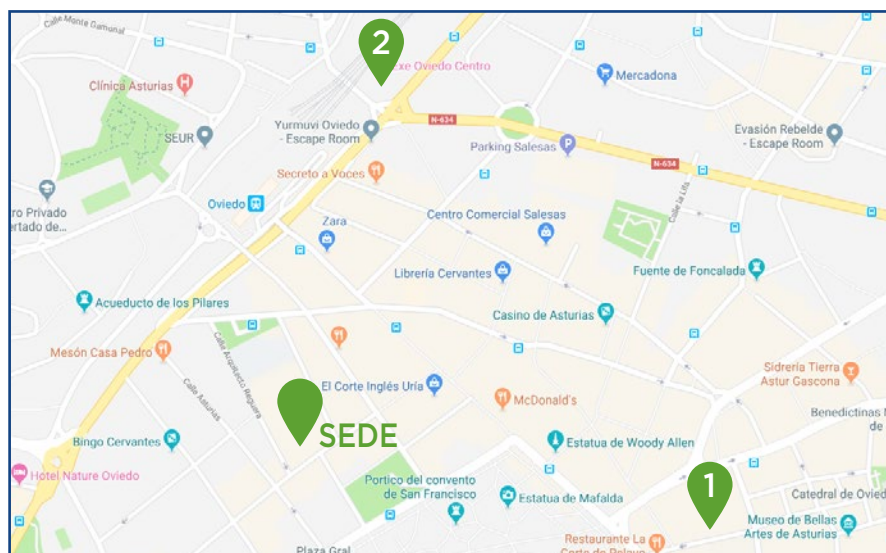 Calle Monte Gamonal
2
exe Oviedo Centro
Clínica Asturias
Mercadona
SEUR
Yurmuvi Oviedo
- Escape Room
N-634
Parking Salesas
Evasión Rebelde
- Escape Room
N-634
Secreto a Voces
ro Privado
ertado de...
Oviedo
Zara
Centro Comercial Salesas
Calle la Lila
Librería Cervantes
Fuente de Foncalada
Acueducto de los Pilares
Casino de Asturias
Mesón Casa Pedro
Calle Arquitecto Reguera
Calle Asturias
El Corte Inglés Uría
McDonald's
Sidrería Tierra
Astur Gascona
SEDE
Bingo Cervantes
Estatua de Woody Allen
Benedictinas
de
Hotel Nature Oviedo
Portico del convento
de San Francisco
Estatua de Mafalda
1
Catedral de Ovied
Museo de Bellas
Artes de Asturias
Plaza Gral
Restaurante La